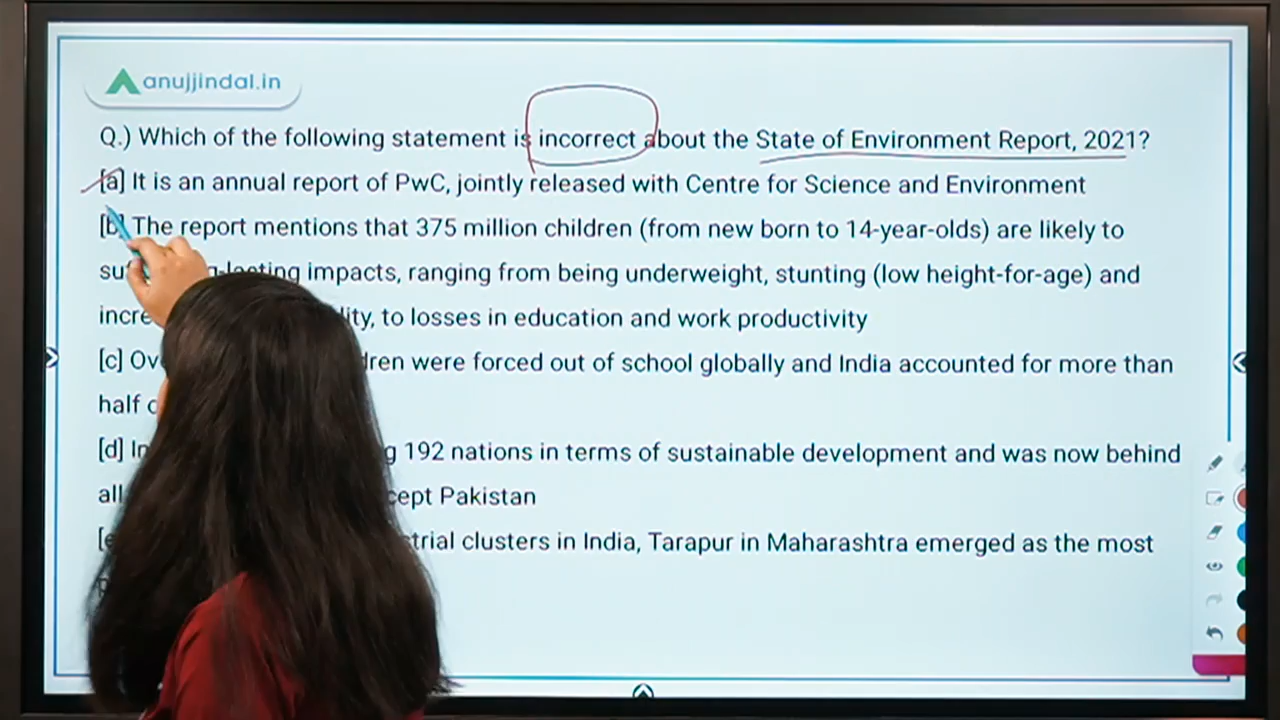 anujjindal.in
Q.) Which of the following statement is incorrect about the State of Environment Report, 2021?
[a] It is an annual report of PwC, jointly released with Centre for Science and Environment
[b] The report mentions that 375 million children (from new born to 14-year-olds) are likely to
impacts, ranging from being underweight, stunting (low height-for-age) and
to losses in education and work productivity
[c] were forced out of school globally and India accounted for more than
half
[d] 192 nations in terms of sustainable development and was now behind
all Pakistan
clusters in India, Tarapur in Maharashtra emerged as the most